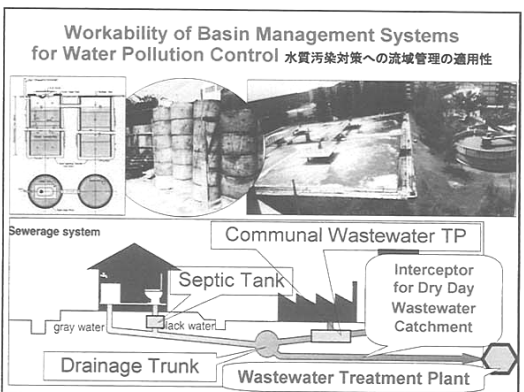 Workability of Basin Management Systems
for Water Pollution Control 水質汚染対策への流域管理の適用性
Sewerage system
Communal Wastewater TP
Septic Tank
Interceptor
for Dry Day
Wastewater
Catchment
gray water
lack water
Drainage Trunk
Wastewater Treatment Plant